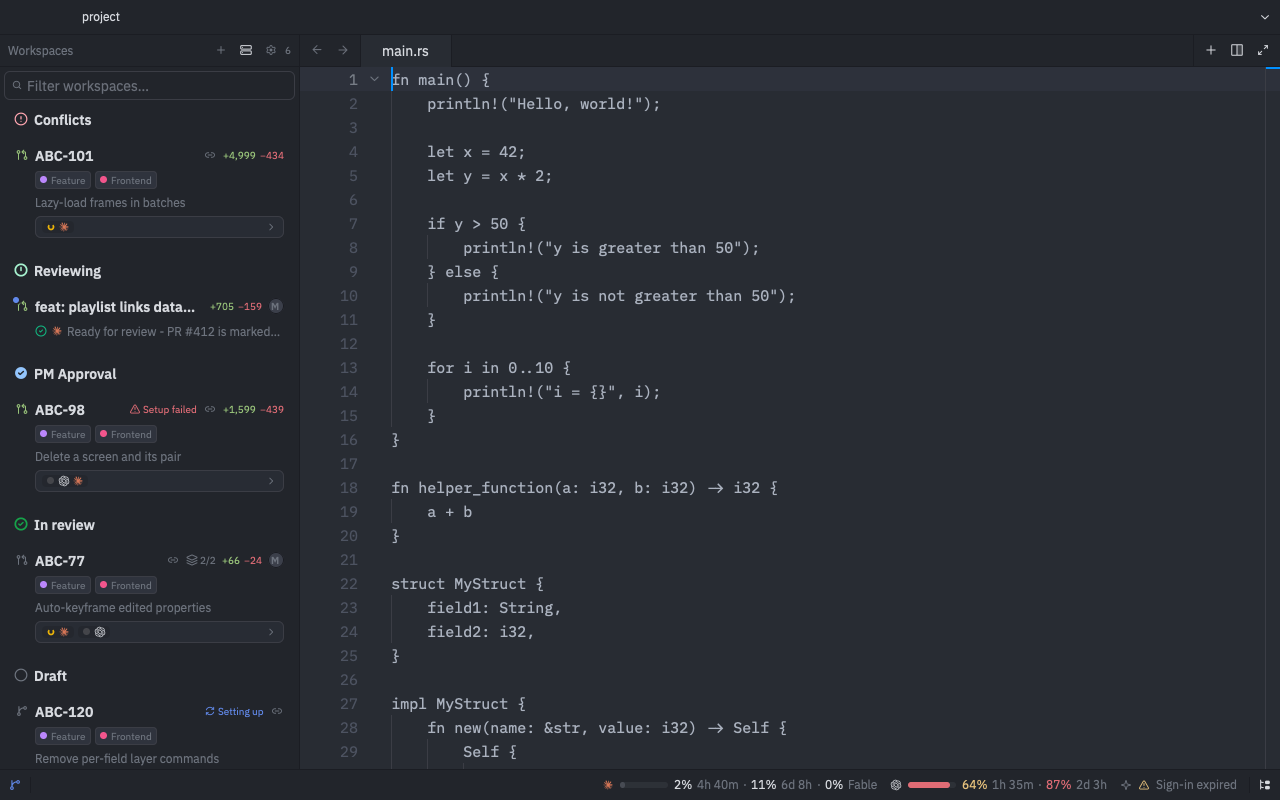 project
Workspaces 6
main.rs
Filter workspaces...
Conflicts
ABC-101 +4,999 −434
Feature Frontend
Lazy-load frames in batches
Reviewing
feat: playlist links data... +705 −159 M
Ready for review - PR #412 is marked...
PM Approval
ABC-98 Setup failed +1,599 −439
Feature Frontend
Delete a screen and its pair
In review
ABC-77 2/2 +66 −24 M
Feature Frontend
Auto-keyframe edited properties
Draft
ABC-120 Setting up
Feature Frontend
Remove per-field layer commands
1 fn main() {
2 println!("Hello, world!");
3
4 let x = 42;
5 let y = x * 2;
6
7 if y > 50 {
8 println!("y is greater than 50");
9 } else {
10 println!("y is not greater than 50");
11 }
12
13 for i in 0..10 {
14 println!("i = {}", i);
15 }
16 }
17
18 fn helper_function(a: i32, b: i32) -> i32 {
19 a + b
20 }
21
22 struct MyStruct {
23 field1: String,
24 field2: i32,
25 }
26
27 impl MyStruct {
28 fn new(name: &str, value: i32) -> Self {
29 Self {
2% 4h 40m · 11% 6d 8h · 0% Fable 64% 1h 35m · 87% 2d 3h Sign-in expired